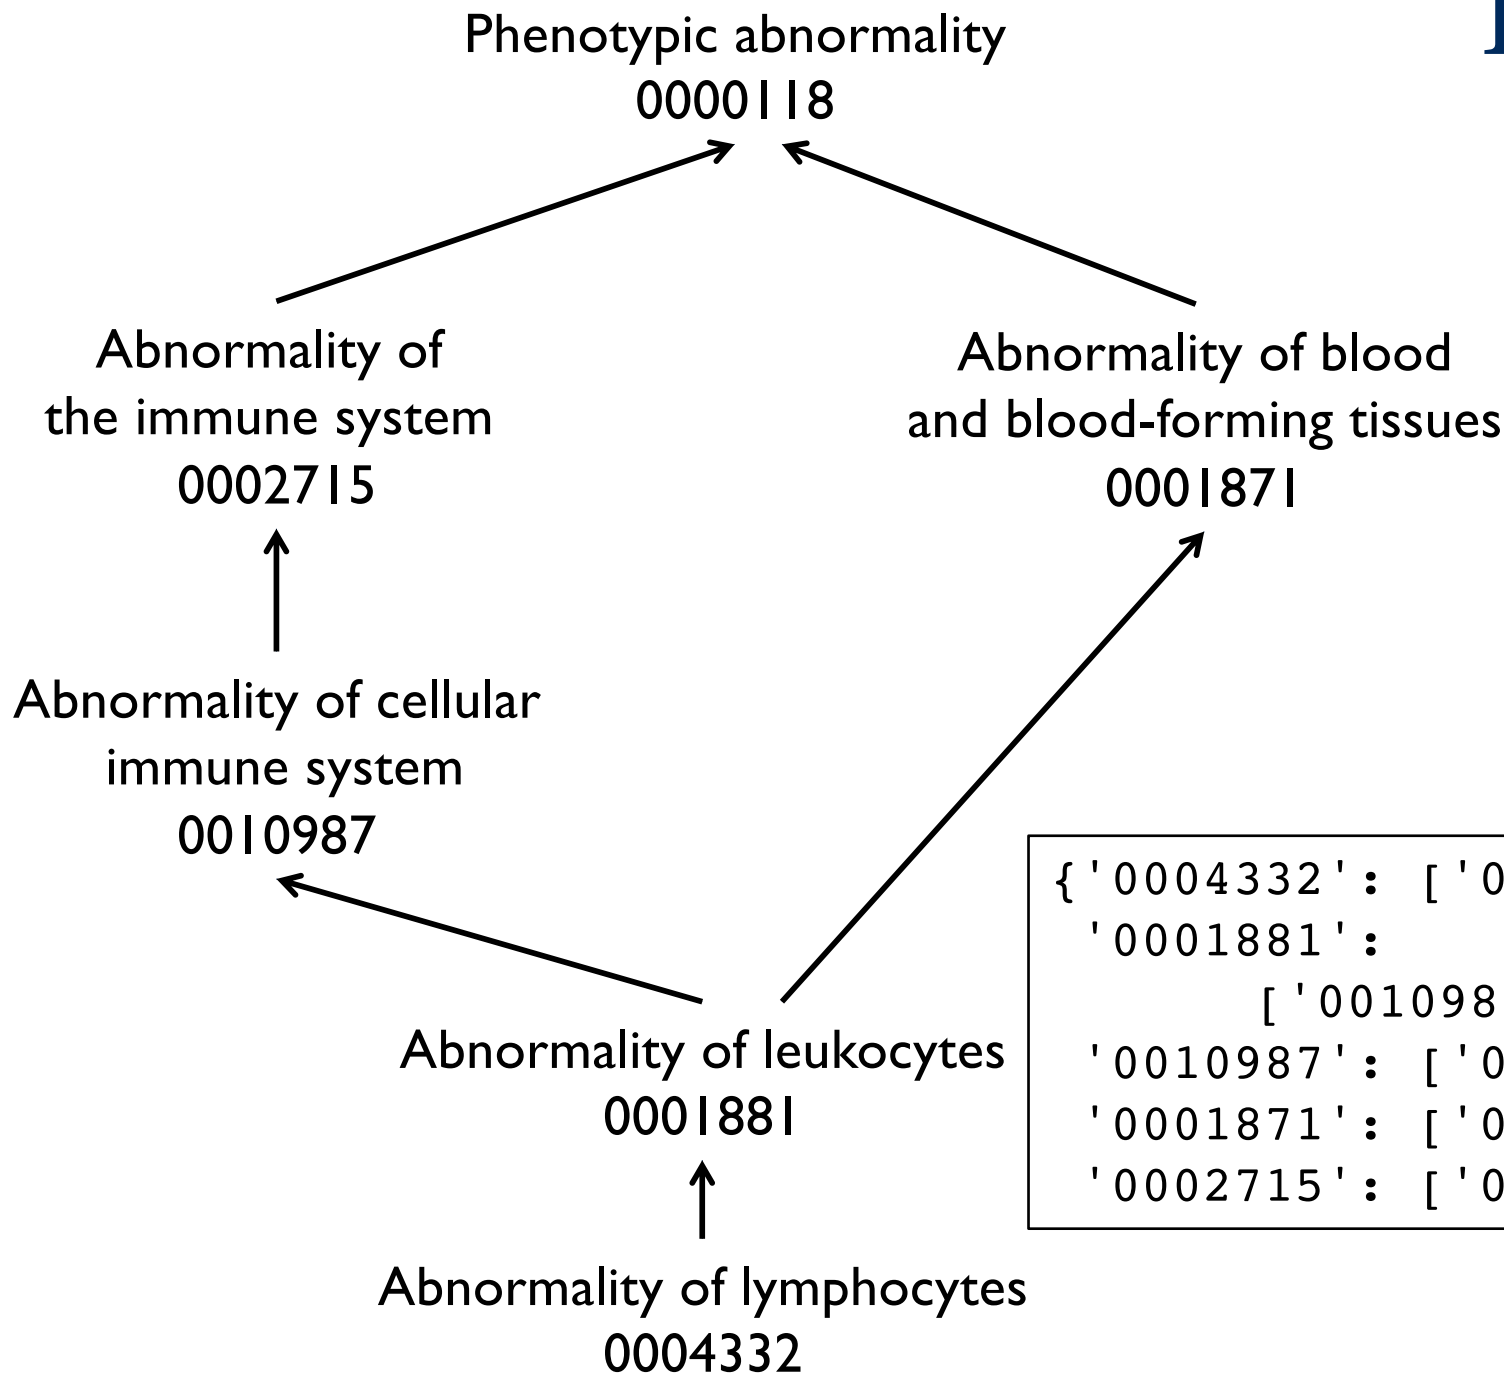 Phenotypic abnormality
0000118
Abnormality of
the immune system
0002715
Abnormality of blood
and blood-forming tissues
0001871
Abnormality of cellular
immune system
0010987
Abnormality of leukocytes
0001881
Abnormality of lymphocytes
0004332
{'0004332': ['0
'0001881':
['001098
'0010987': ['0
'0001871': ['0
'0002715': ['0